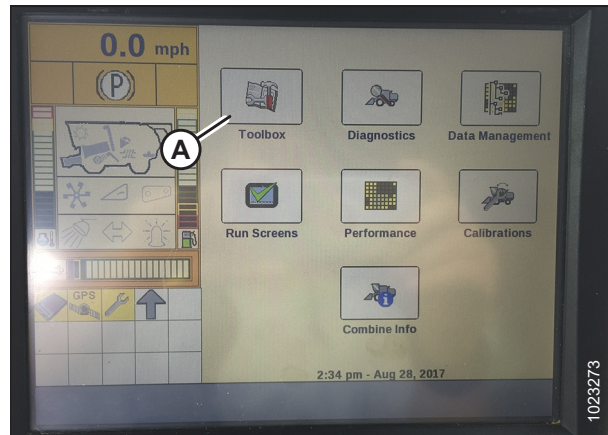 0.0 mph
P
A
Toolbox
Diagnostics
Data Management
Run Screens
Performance
Calibrations
GPS
Combine Info
2:34 pm - Aug 28, 2017
1023273